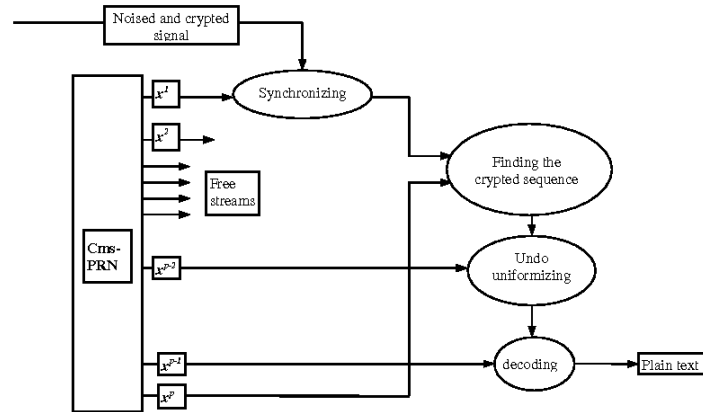 Noised and crypted
signal
x^1
Synchronizing
x^2
Free
streams
Finding the
crypted sequence
Cms-
PRN
x^{p-2}
Undo
uniformizing
x^{p-1}
decoding
Plain text
x^p